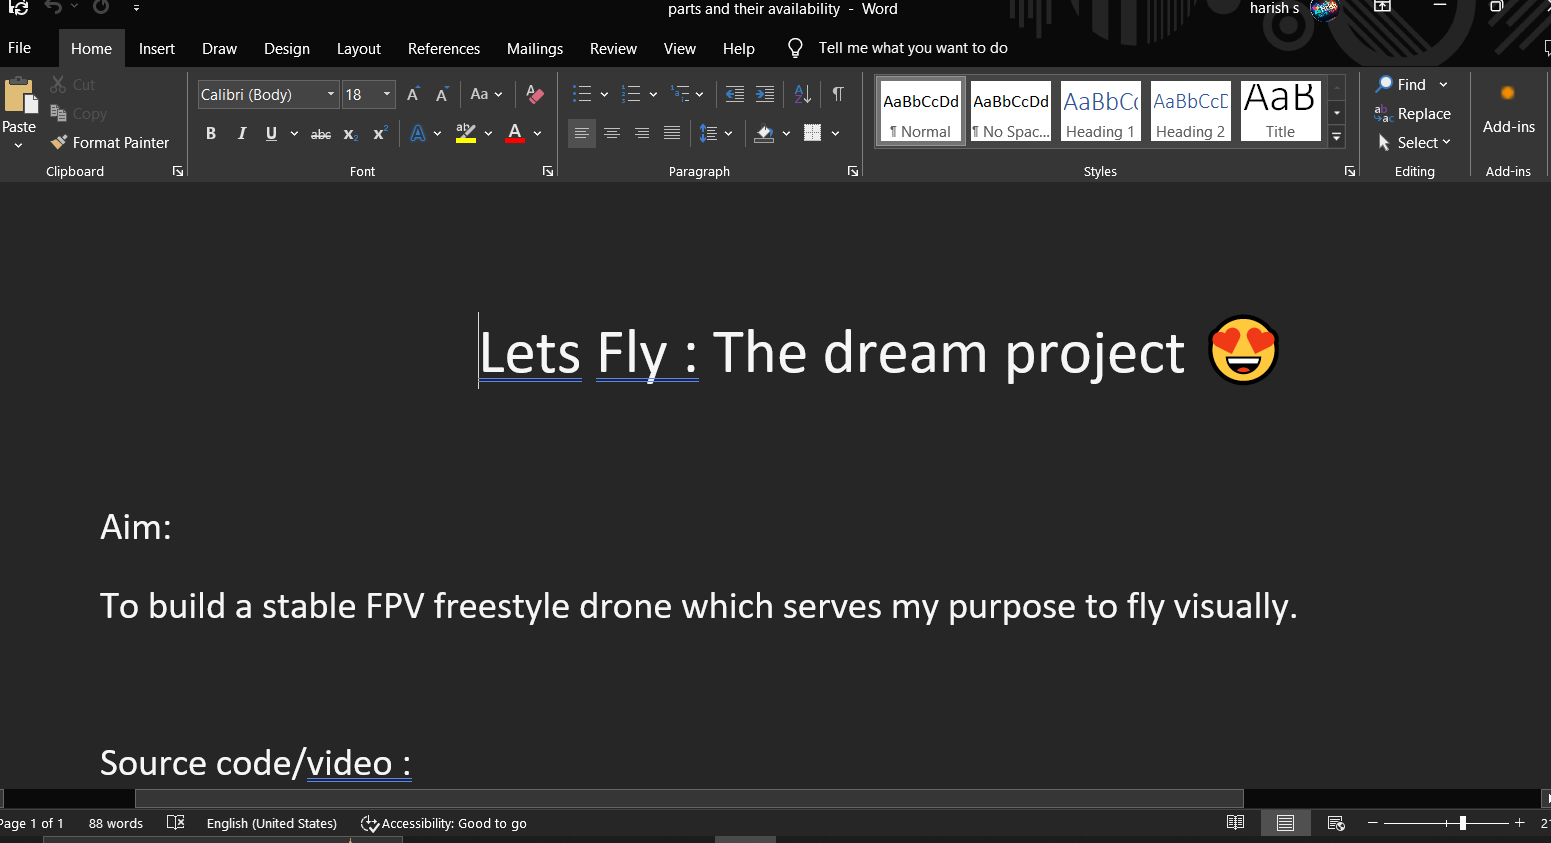 parts and their availability - Word
harish s
File Home Insert Draw Design Layout References Mailings Review View Help Tell me what you want to do
Paste
Cut
Copy
Format Painter
Clipboard
Calibri (Body) 18
Font
Paragraph
AaBbCcDd AaBbCcDd AaBbCc AaBbCcD AaB
¶ Normal ¶ No Spac... Heading 1 Heading 2 Title
Styles
Find
Replace
Select
Editing
Add-ins
Add-ins
Lets Fly : The dream project 😍
Aim:
To build a stable FPV freestyle drone which serves my purpose to fly visually.
Source code/video :
Page 1 of 1 88 words English (United States) Accessibility: Good to go